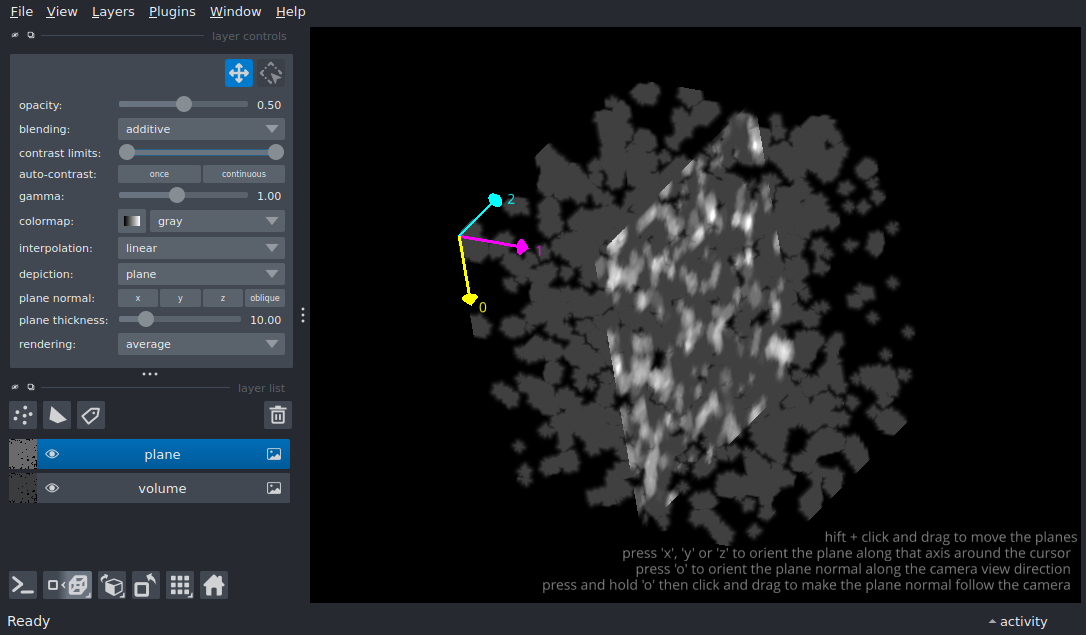 File View Layers Plugins Window Help
layer controls
opacity: 0.50
blending: additive
contrast limits:
auto-contrast: once continuous
gamma: 1.00
colormap: gray
interpolation: linear
depiction: plane
plane normal: x y z oblique
plane thickness: 10.00
rendering: average
layer list
plane
volume
2
1
0
hift + click and drag to move the planes
press 'x', 'y' or 'z' to orient the plane along that axis around the cursor
press 'o' to orient the plane normal along the camera view direction
press and hold 'o' then click and drag to make the plane normal follow the camera
Ready
activity